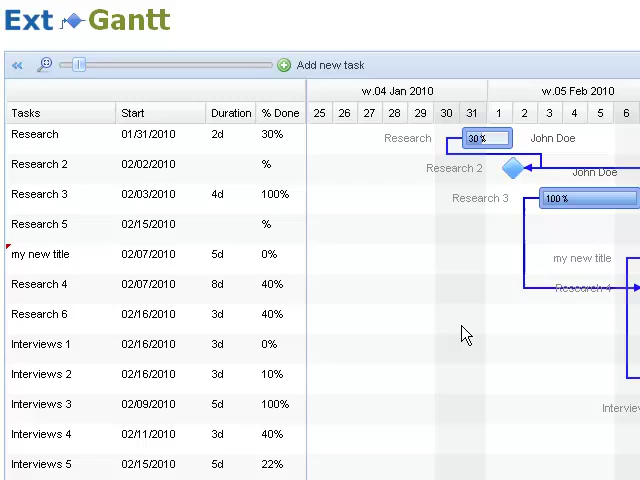 Ext Gantt
Add new task
w.04 Jan 2010 w.05 Feb 2010
Tasks Start Duration % Done 25 26 27 28 29 30 31 1 2 3 4 5 6
Research 01/31/2010 2d 30% Research 30% John Doe
Research 2 02/02/2010 % Research 2 John Doe
Research 3 02/03/2010 4d 100% Research 3 100%
Research 5 02/15/2010 %
my new title 02/07/2010 5d 0% my new title
Research 4 02/07/2010 8d 40% Research 4
Research 6 02/16/2010 3d 40%
Interviews 1 02/16/2010 3d 0%
Interviews 2 02/16/2010 3d 10%
Interviews 3 02/09/2010 5d 100% Interview
Interviews 4 02/11/2010 3d 40%
Interviews 5 02/15/2010 5d 22%